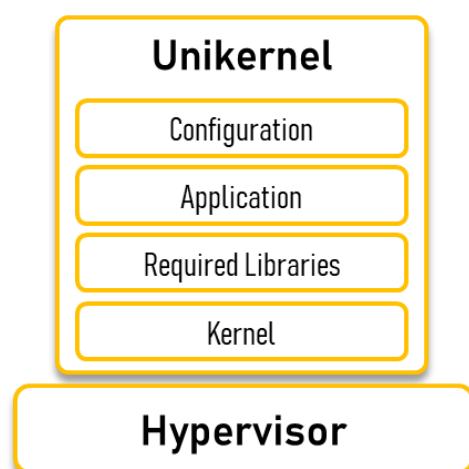 Unikernel
Configuration
Application
Required Libraries
Kernel
Hypervisor